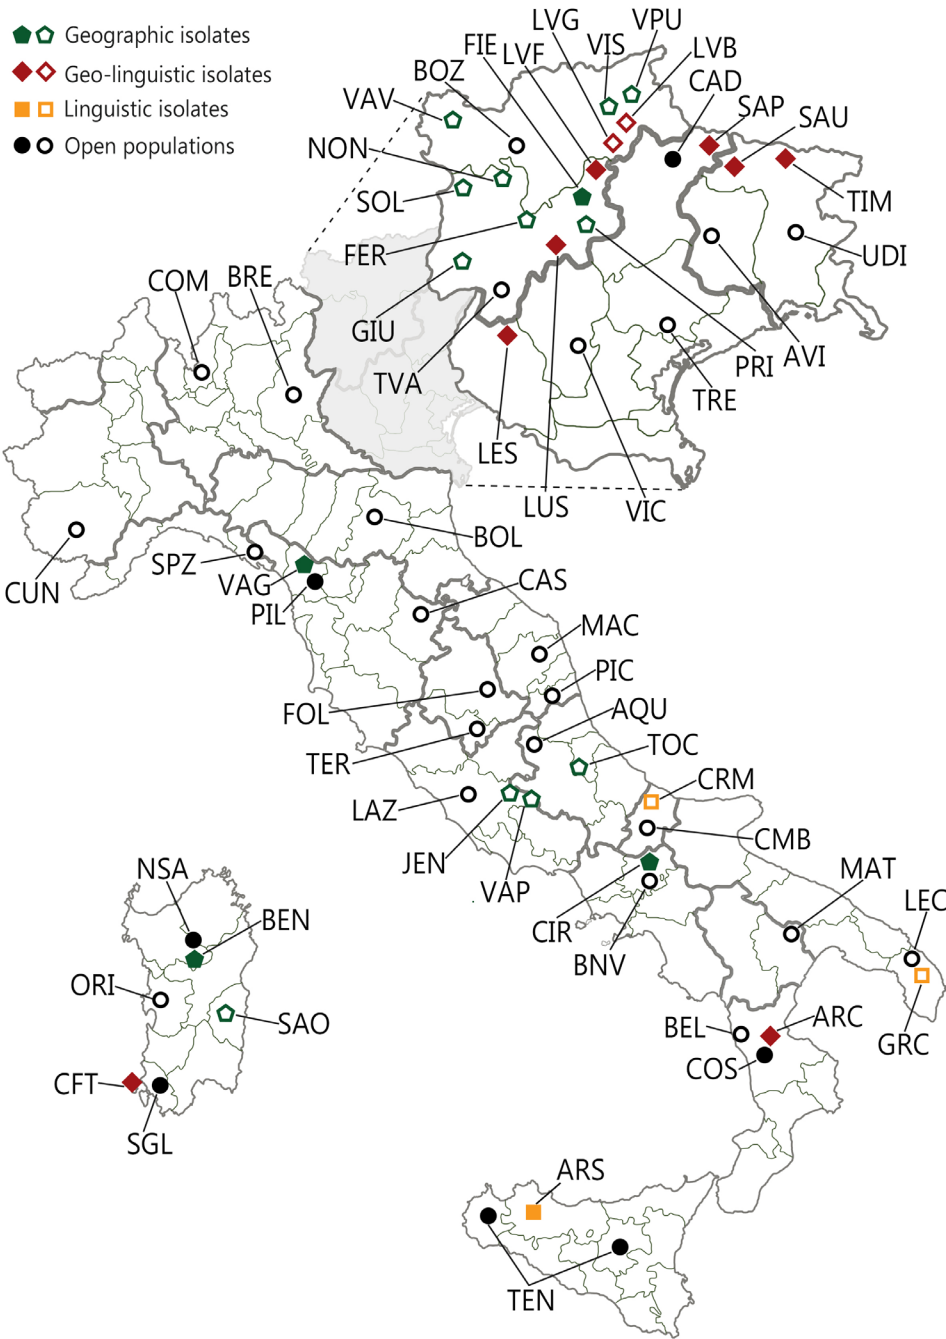 Geographic isolates
Geo-linguistic isolates
Linguistic isolates
Open populations
LVG
VPU
FIE
LVF
VIS
LVB
BOZ
CAD
VAV
SAP
SAU
NON
SOL
TIM
FER
UDI
COM
BRE
GIU
PRI
AVI
TVA
TRE
LES
LUS
VIC
BOL
SPZ
CUN
VAG
CAS
PIL
MAC
PIC
FOL
AQU
TER
TOC
CRM
LAZ
CMB
JEN
VAP
NSA
MAT
BEN
LEC
CIR
BNV
ORI
SAO
BEL
ARC
GRC
COS
CFT
SGL
ARS
TEN